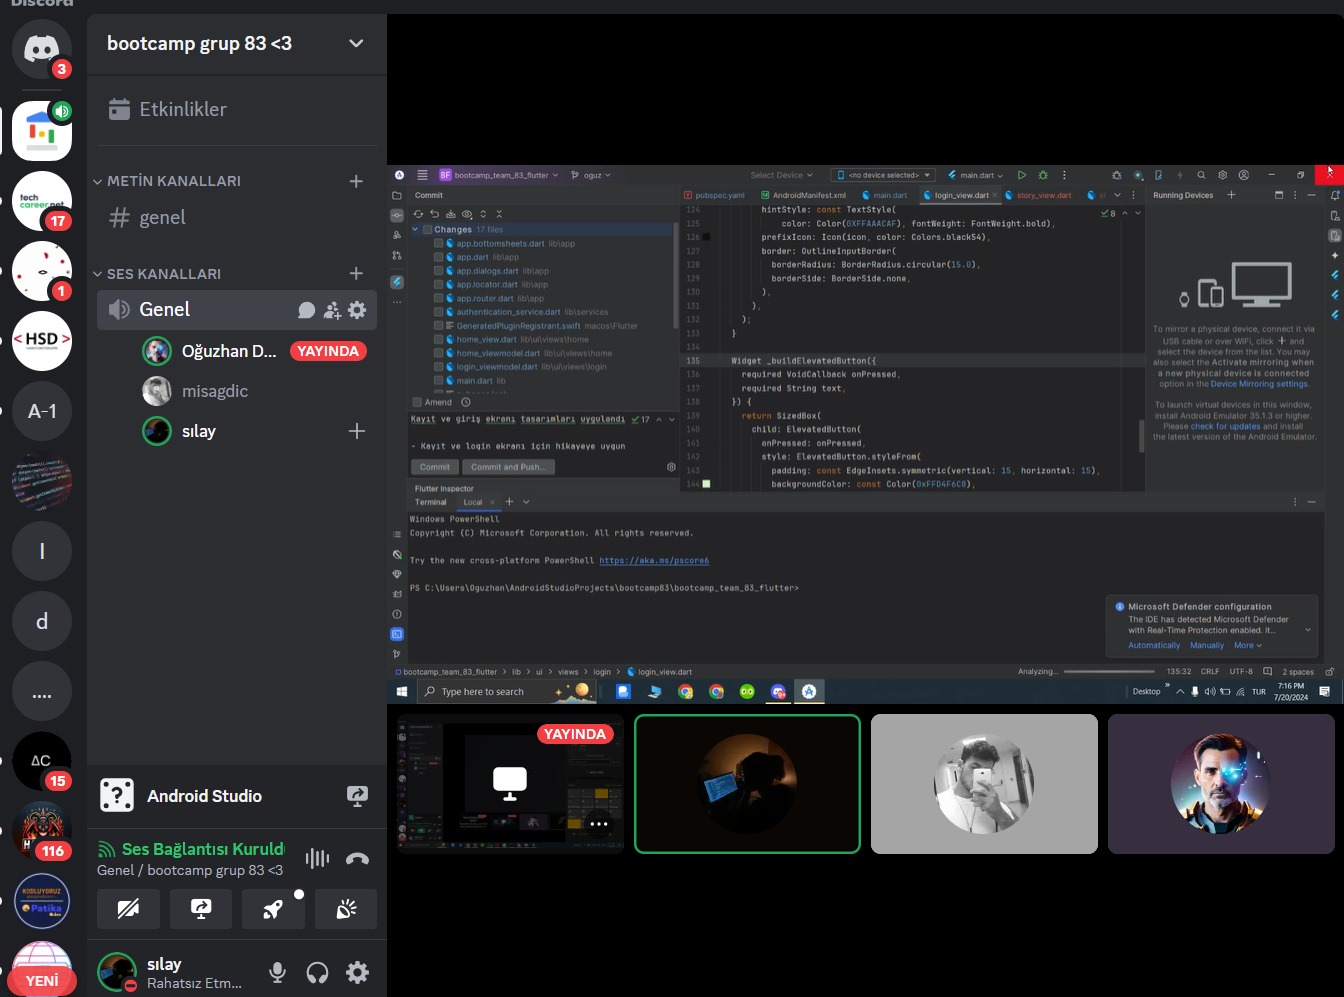 Discord
bootcamp grup 83 <3
Etkinlikler
METİN KANALLARI
genel
SES KANALLARI
Genel
Oğuzhan D... YAYINDA
misagdic
sılay
3
tech
career.net
17
1
< HSD >
A-1
I
d
....
ΔC
15
116
KODLUYORUZ
Patika
YENİ
Android Studio
Ses Bağlantısı Kuruld
Genel / bootcamp grup 83 <3
sılay
Rahatsız Etm...
BF bootcamp_team_83_flutter
oguz
Select Device
<no device selected>
main.dart
Commit
Changes 17 files
app.bottomsheets.dart lib\app
app.dart lib\app
app.dialogs.dart lib\app
app.locator.dart lib\app
app.router.dart lib\app
authentication_service.dart lib\services
GeneratedPluginRegistrant.swift macos\Flutter
home_view.dart lib\ui\views\home
home_viewmodel.dart lib\ui\views\home
login_viewmodel.dart lib\ui\views\login
main.dart lib
Amend
Kayıt ve giriş ekranı tasarımları uygulandı 17
- Kayıt ve login ekranı için hikayeye uygun
Commit
Commit and Push...
pubspec.yaml
AndroidManifest.xml
main.dart
login_view.dart
story_view.dart
8
124 hintStyle: const TextStyle(
125 color: Color(0XFFAAACAF), fontWeight: FontWeight.bold),
126 prefixIcon: Icon(icon, color: Colors.black54),
127 border: OutlineInputBorder(
128 borderRadius: BorderRadius.circular(15.0),
129 borderSide: BorderSide.none,
130 ),
131 ),
132 );
133 }
134
135 Widget _buildElevatedButton({
136 required VoidCallback onPressed,
137 required String text,
138 }) {
139 return SizedBox(
140 child: ElevatedButton(
141 onPressed: onPressed,
142 style: ElevatedButton.styleFrom(
143 padding: const EdgeInsets.symmetric(vertical: 15, horizontal: 15),
144 backgroundColor: const Color(0xFFD4F6C8),
Running Devices
To mirror a physical device, connect it via
USB cable or over WiFi, click + and
select the device from the list. You may
also select the Activate mirroring when
a new physical device is connected
option in the Device Mirroring settings.
To launch virtual devices in this window,
install Android Emulator 35.1.3 or higher.
Please check for updates and install
the latest version of the Android Emulator.
Flutter Inspector
Terminal
Local
Windows PowerShell
Copyright (C) Microsoft Corporation. All rights reserved.
Try the new cross-platform PowerShell https://aka.ms/pscore6
PS C:\Users\Oguzhan\AndroidStudioProjects\bootcamp83\bootcamp_team_83_flutter>
Microsoft Defender configuration
The IDE has detected Microsoft Defender
with Real-Time Protection enabled. It...
Automatically
Manually
More
bootcamp_team_83_flutter > lib > ui > views > login > login_view.dart
Analyzing...
135:32 CRLF UTF-8 2 spaces
Type here to search
Desktop
TUR
7:16 PM
7/20/2024
YAYINDA